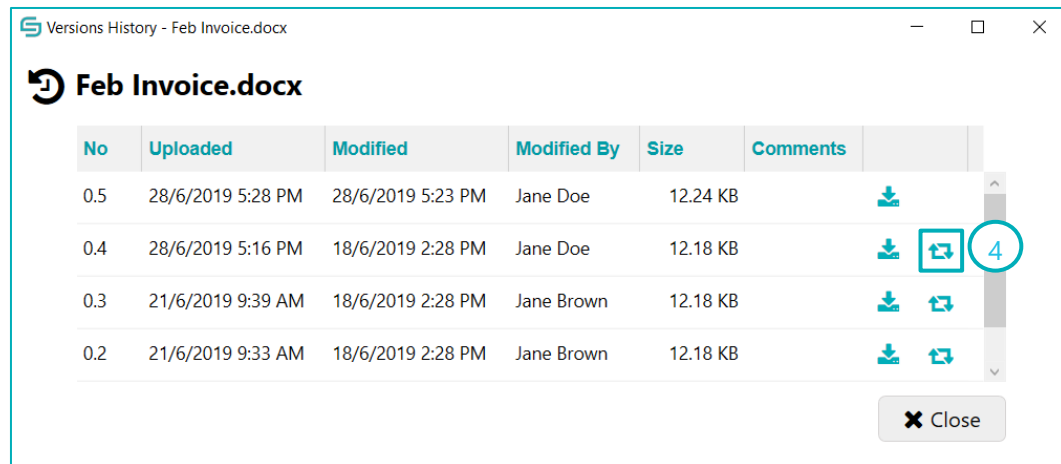 Versions History - Feb Invoice.docx
Feb Invoice.docx
No Uploaded Modified Modified By Size Comments
0.5 28/6/2019 5:28 PM 28/6/2019 5:23 PM Jane Doe 12.24 KB
0.4 28/6/2019 5:16 PM 18/6/2019 2:28 PM Jane Doe 12.18 KB 4
0.3 21/6/2019 9:39 AM 18/6/2019 2:28 PM Jane Brown 12.18 KB
0.2 21/6/2019 9:33 AM 18/6/2019 2:28 PM Jane Brown 12.18 KB
Close